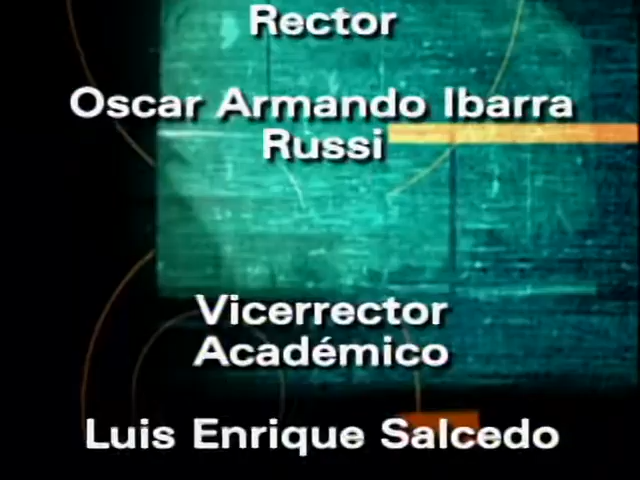 Rector
Oscar Armando Ibarra
Russi
Vicerrector
Académico
Luis Enrique Salcedo